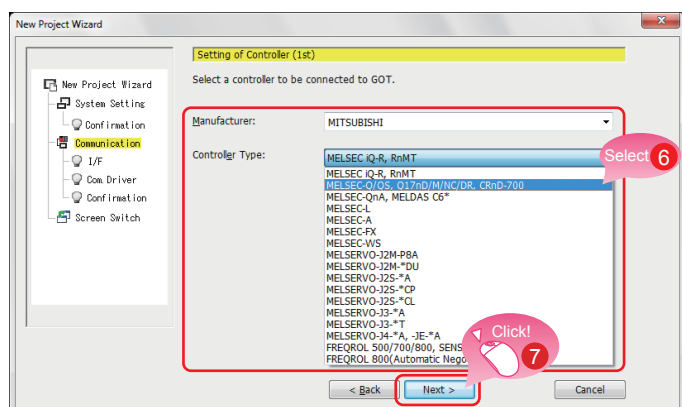 New Project Wizard
New Project Wizard
System Setting
Confirmation
Communication
I/F
Com. Driver
Confirmation
Screen Switch
Setting of Controller (1st)
Select a controller to be connected to GOT.
Manufacturer:
MITSUBISHI
Controller Type:
MELSEC iQ-R, RnMT
Select 6
MELSEC iQ-R, RnMT
MELSEC-Q/QS, Q17nD/M/NC/DR, CRnD-700
MELSEC-QnA, MELDAS C6*
MELSEC-L
MELSEC-A
MELSEC-FX
MELSEC-WS
MELSERVO-J2M-P8A
MELSERVO-J2M-*DU
MELSERVO-J2S-*A
MELSERVO-J2S-*CP
MELSERVO-J2S-*CL
MELSERVO-J3-*A
MELSERVO-J3-*T
MELSERVO-J4-*A, -JE-*A
FREQROL 500/700/800, SENS
FREQROL 800(Automatic Nego
Click!
7
< Back
Next >
Cancel